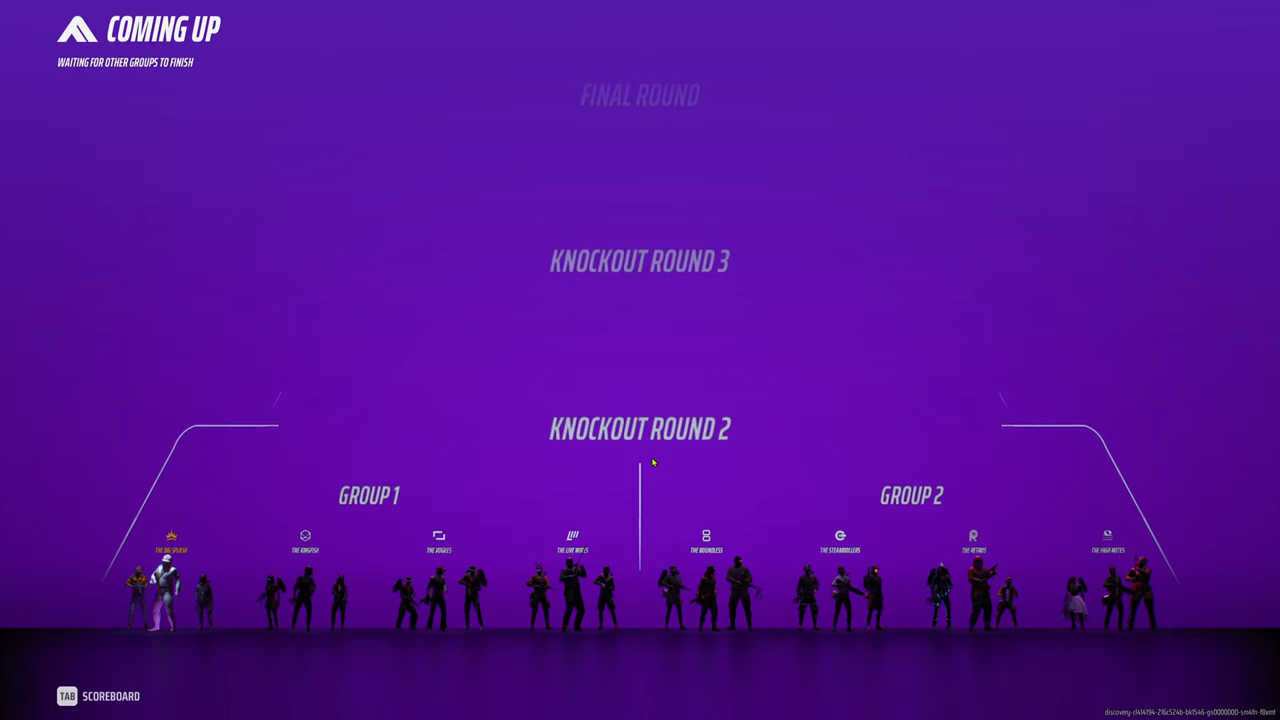 COMING UP
WAITING FOR OTHER GROUPS TO FINISH
FINAL ROUND
KNOCKOUT ROUND 3
KNOCKOUT ROUND 2
GROUP 1
GROUP 2
THE BIG SPLASH
THE KINGFISH
THE VOGUES
THE LIVE WIRES
THE BOUNDLESS
THE STEAMROLLERS
THE RETROS
THE HIGH NOTES
TAB SCOREBOARD